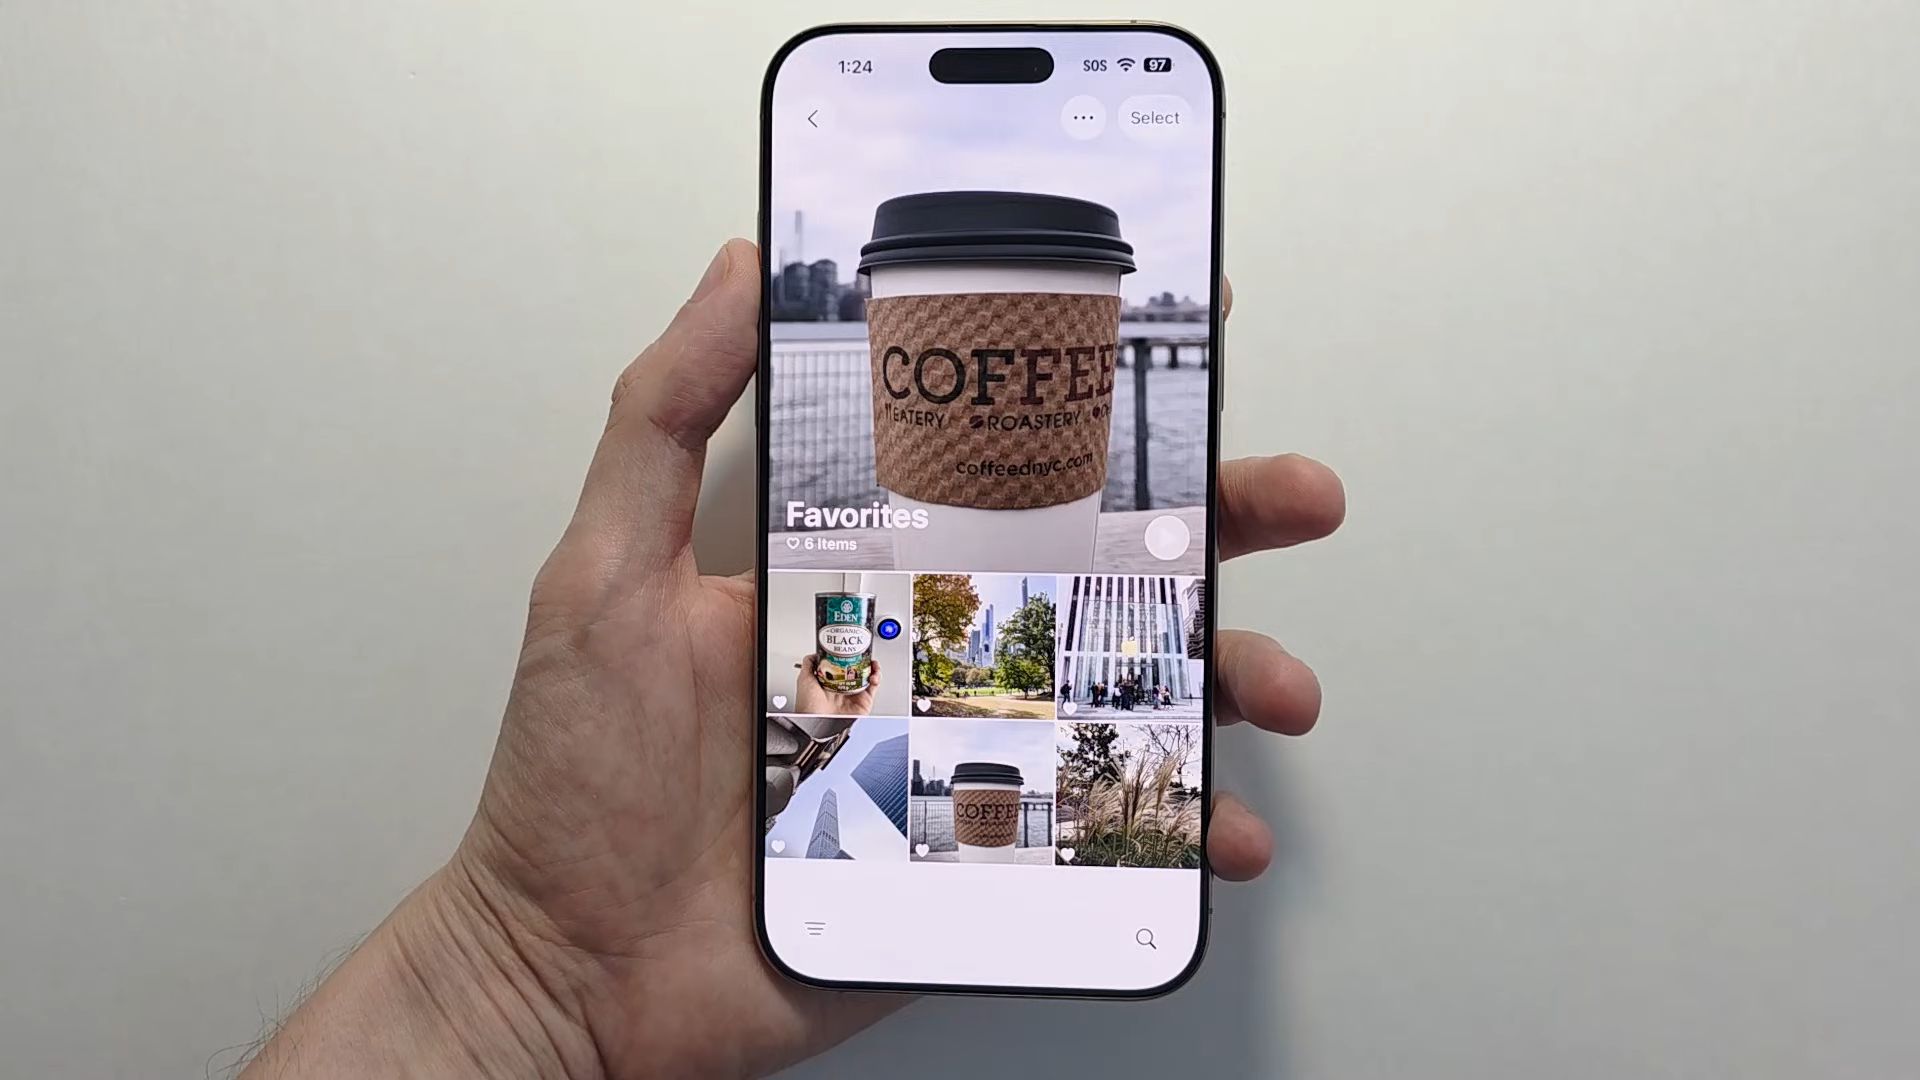 1:24
SOS
97
Select
COFFEE
EATERY ROASTERY
coffeednyc.com
Favorites
6 Items
EDEN
ORGANIC
BLACK
BEANS
COFFE